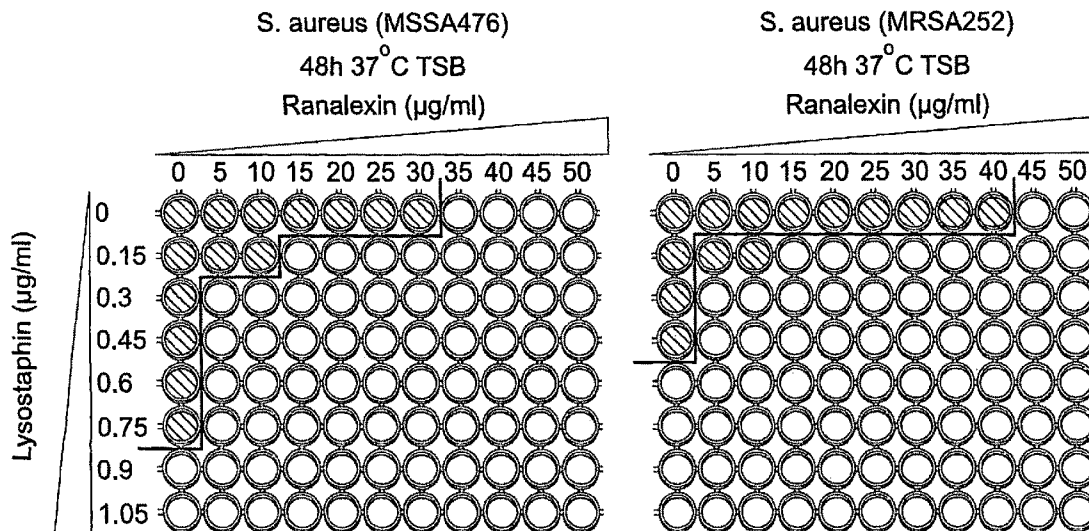 S. aureus (MSSA476)
48h 37°C TSB
Ranalexin (µg/ml)
0 5 10 15 20 25 30 35 40 45 50
S. aureus (MRSA252)
48h 37°C TSB
Ranalexin (µg/ml)
0 5 10 15 20 25 30 35 40 45 50
Lysostaphin (µg/ml)
0
0.15
0.3
0.45
0.6
0.75
0.9
1.05